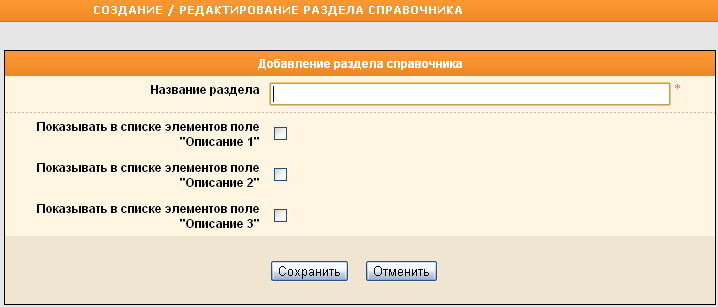 СОЗДАНИЕ / РЕДАКТИРОВАНИЕ РАЗДЕЛА СПРАВОЧНИКА
Добавление раздела справочника
Название раздела *
Показывать в списке элементов поле
"Описание 1"
Показывать в списке элементов поле
"Описание 2"
Показывать в списке элементов поле
"Описание 3"
Сохранить Отменить